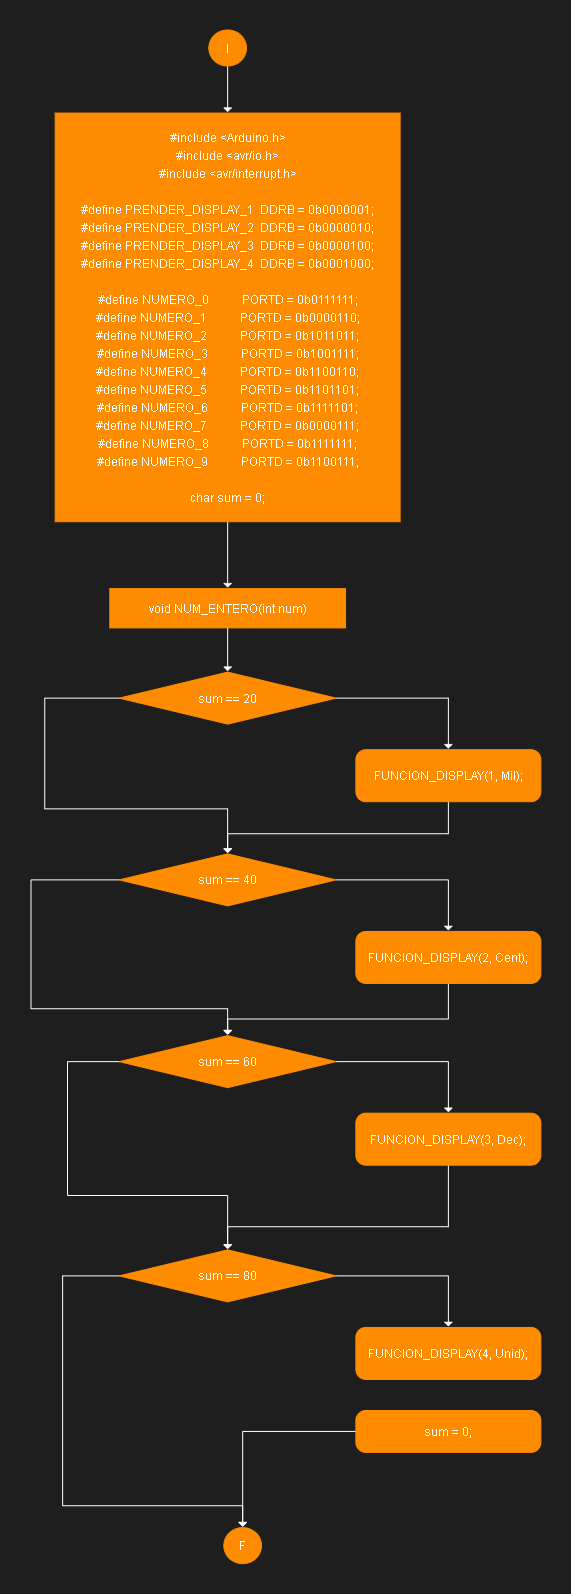 I
#include <Arduino.h>
#include <avr/io.h>
#include <avr/interrupt.h>
#define PRENDER_DISPLAY_1 DDRB = 0b0000001;
#define PRENDER_DISPLAY_2 DDRB = 0b0000010;
#define PRENDER_DISPLAY_3 DDRB = 0b0000100;
#define PRENDER_DISPLAY_4 DDRB = 0b0001000;
#define NUMERO_0 PORTD = 0b0111111;
#define NUMERO_1 PORTD = 0b0000110;
#define NUMERO_2 PORTD = 0b1011011;
#define NUMERO_3 PORTD = 0b1001111;
#define NUMERO_4 PORTD = 0b1100110;
#define NUMERO_5 PORTD = 0b1101101;
#define NUMERO_6 PORTD = 0b1111101;
#define NUMERO_7 PORTD = 0b0000111;
#define NUMERO_8 PORTD = 0b1111111;
#define NUMERO_9 PORTD = 0b1100111;
char sum = 0;
void NUM_ENTERO(int num)
sum == 20
FUNCION_DISPLAY(1, Mil);
sum == 40
FUNCION_DISPLAY(2, Cent);
sum == 60
FUNCION_DISPLAY(3, Dec);
sum == 80
FUNCION_DISPLAY(4, Unid);
sum = 0;
F